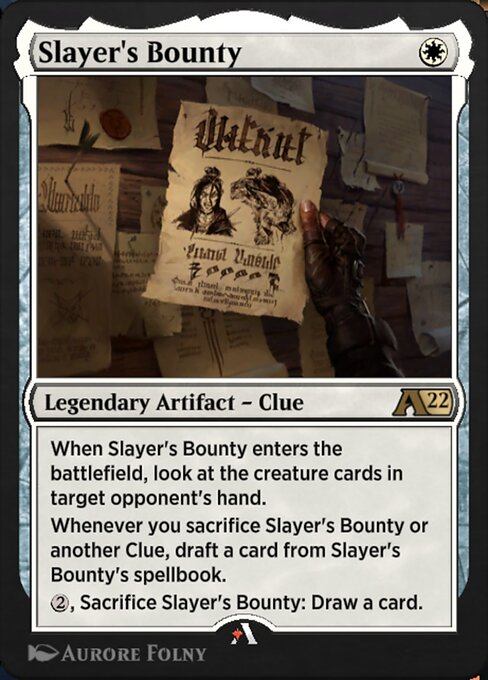 Slayer's Bounty
Legendary Artifact – Clue
22
When Slayer's Bounty enters the
battlefield, look at the creature cards in
target opponent's hand.
Whenever you sacrifice Slayer's Bounty or
another Clue, draft a card from Slayer's
Bounty's spellbook.
2, Sacrifice Slayer's Bounty: Draw a card.
Aurore Folny